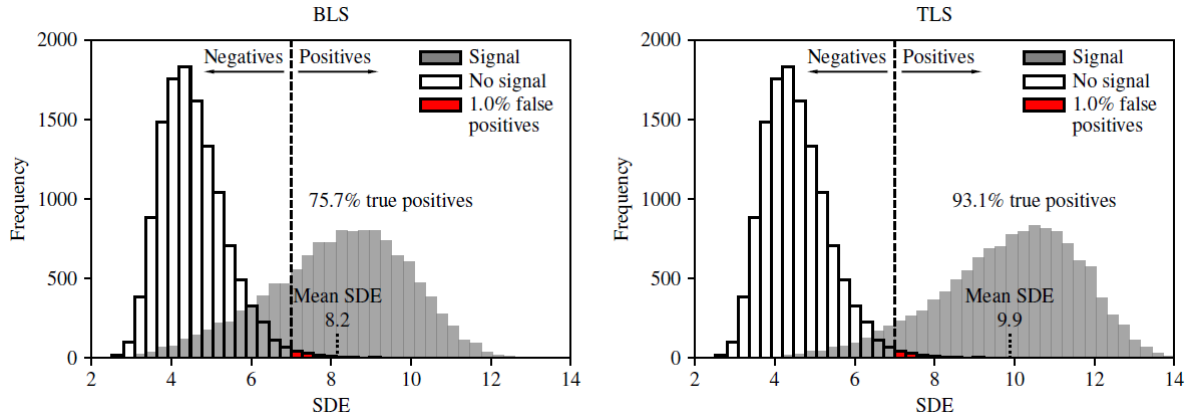 BLS
2000
1500
1000
500
0
Frequency
Negatives
Positives
Signal
No signal
1.0% false
positives
75.7% true positives
Mean SDE
8.2
2
4
6
8
10
12
14
SDE
TLS
2000
1500
1000
500
0
Frequency
Negatives
Positives
Signal
No signal
1.0% false
positives
93.1% true positives
Mean SDE
9.9
2
4
6
8
10
12
14
SDE